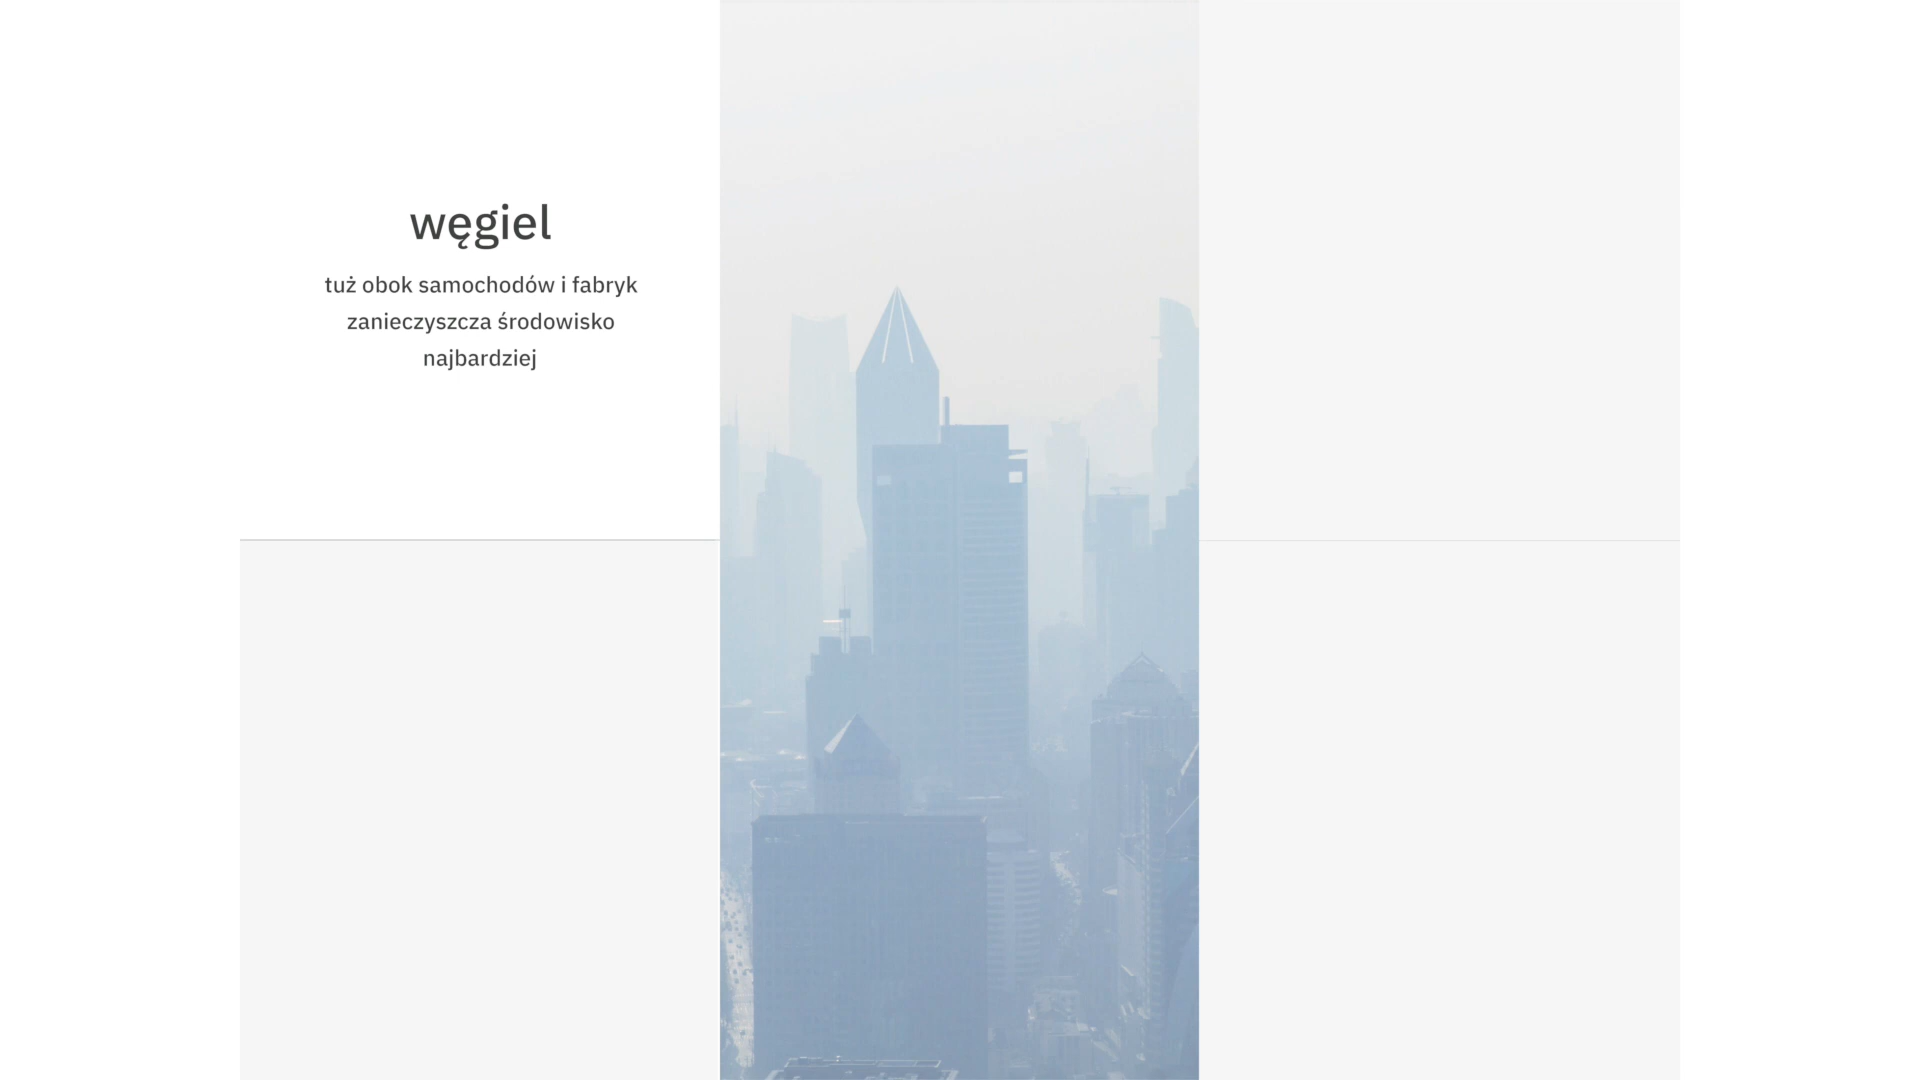 węgiel
tuż obok samochodów i fabryk
zanieczyszcza środowisko
najbardziej